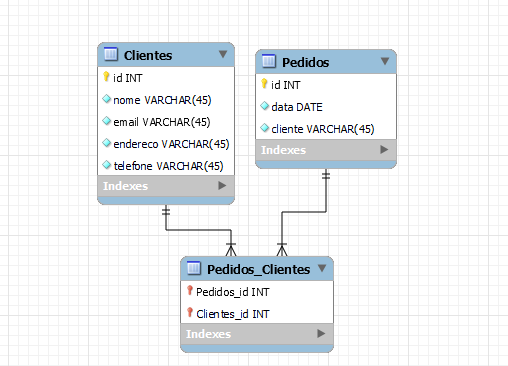 Clientes
id INT
nome VARCHAR(45)
email VARCHAR(45)
endereco VARCHAR(45)
telefone VARCHAR(45)
Indexes
Pedidos
id INT
data DATE
cliente VARCHAR(45)
Indexes
Pedidos_Clientes
Pedidos_id INT
Clientes_id INT
Indexes